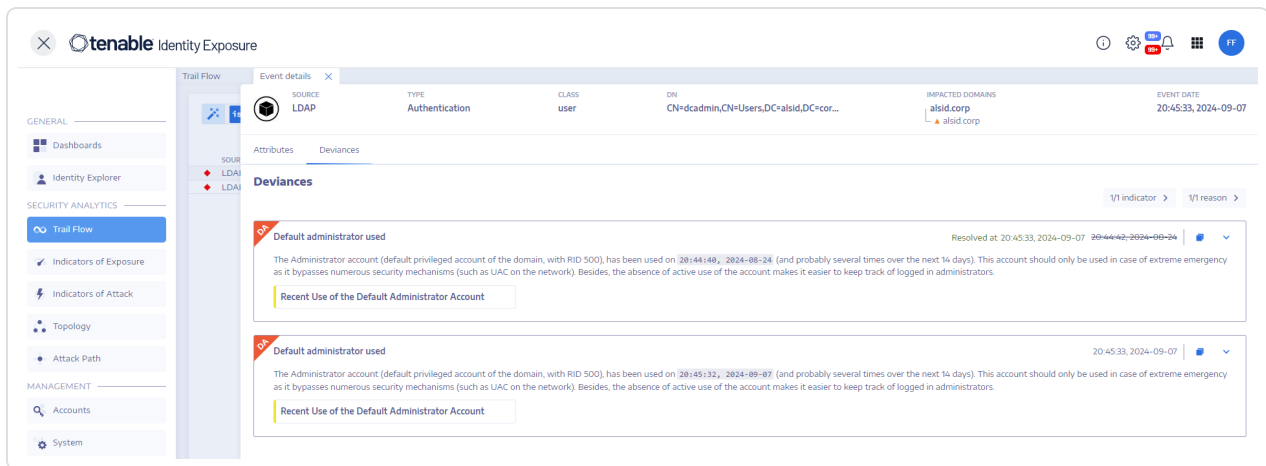 tenable Identity Exposure
99+
99+
FF
Trail Flow
Event details
SOURCE
TYPE
CLASS
DN
IMPACTED DOMAINS
EVENT DATE
LDAP
Authentication
user
CN=dcadmin,CN=Users,DC=alsid,DC=cor...
alsid.corp
alsid.corp
20:45:33, 2024-09-07
GENERAL
Dashboards
Identity Explorer
SECURITY ANALYTICS
Trail Flow
Indicators of Exposure
Indicators of Attack
Topology
Attack Path
MANAGEMENT
Accounts
System
LDAP
LDAP
Attributes
Deviances
Deviances
1/1 indicator
1/1 reason
DA
Default administrator used
Resolved at 20:45:33, 2024-09-07 20:44:42, 2024-08-24
The Administrator account (default privileged account of the domain, with RID 500), has been used on 20:44:40, 2024-08-24 (and probably several times over the next 14 days). This account should only be used in case of extreme emergency
as it bypasses numerous security mechanisms (such as UAC on the network). Besides, the absence of active use of the account makes it easier to keep track of logged in administrators.
Recent Use of the Default Administrator Account
DA
Default administrator used
20:45:33, 2024-09-07
The Administrator account (default privileged account of the domain, with RID 500), has been used on 20:45:32, 2024-09-07 (and probably several times over the next 14 days). This account should only be used in case of extreme emergency
as it bypasses numerous security mechanisms (such as UAC on the network). Besides, the absence of active use of the account makes it easier to keep track of logged in administrators.
Recent Use of the Default Administrator Account